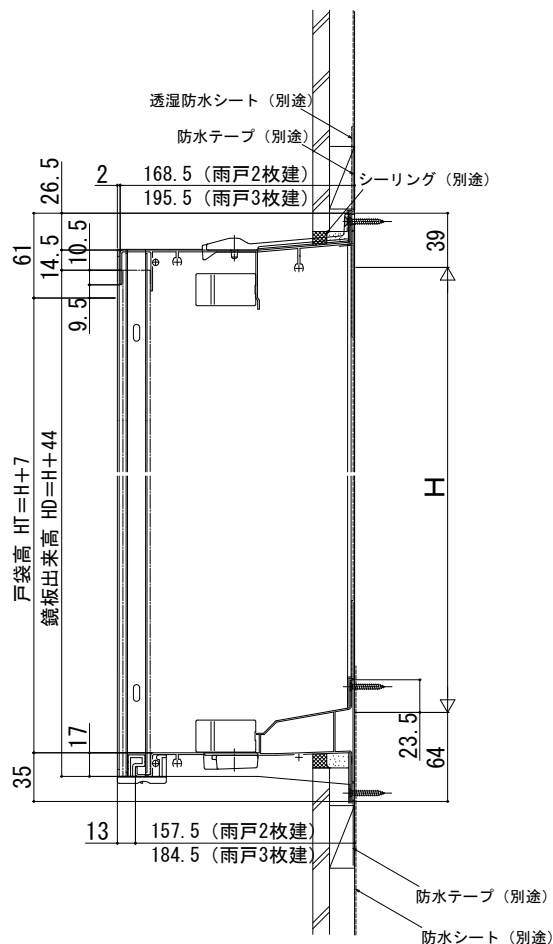 透湿防水シート（別途）
防水テープ（別途）
2
168.5（雨戸2枚建）
195.5（雨戸3枚建）
シーリング（別途）
26.5
61
14.5
10.5
9.5
39
戸袋高 HT=H+7
鏡板出来高 HD=H+44
H
17
35
23.5
64
13
157.5（雨戸2枚建）
184.5（雨戸3枚建）
防水テープ（別途）
防水シート（別途）